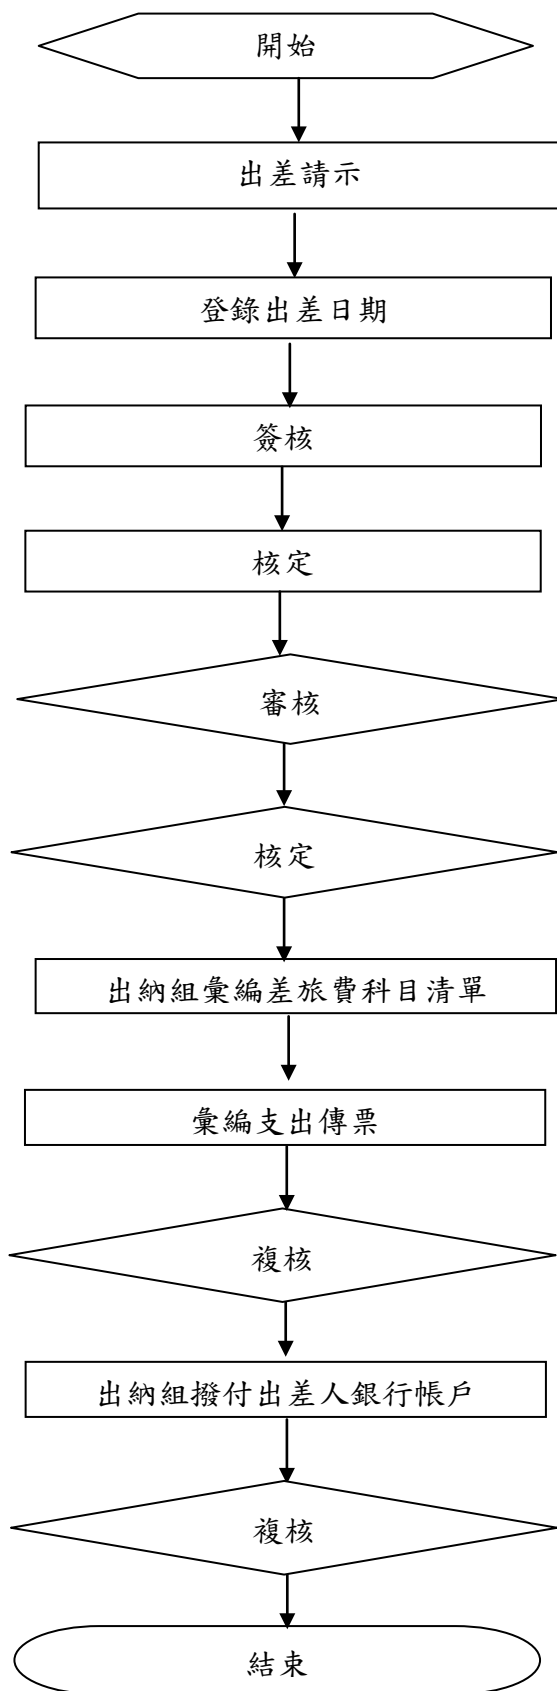 開始
出差請示
登錄出差日期
簽核
核定
審核
核定
出納組彙編差旅費科目清單
彙編支出傳票
複核
出納組撥付出差人銀行帳戶
複核
結束